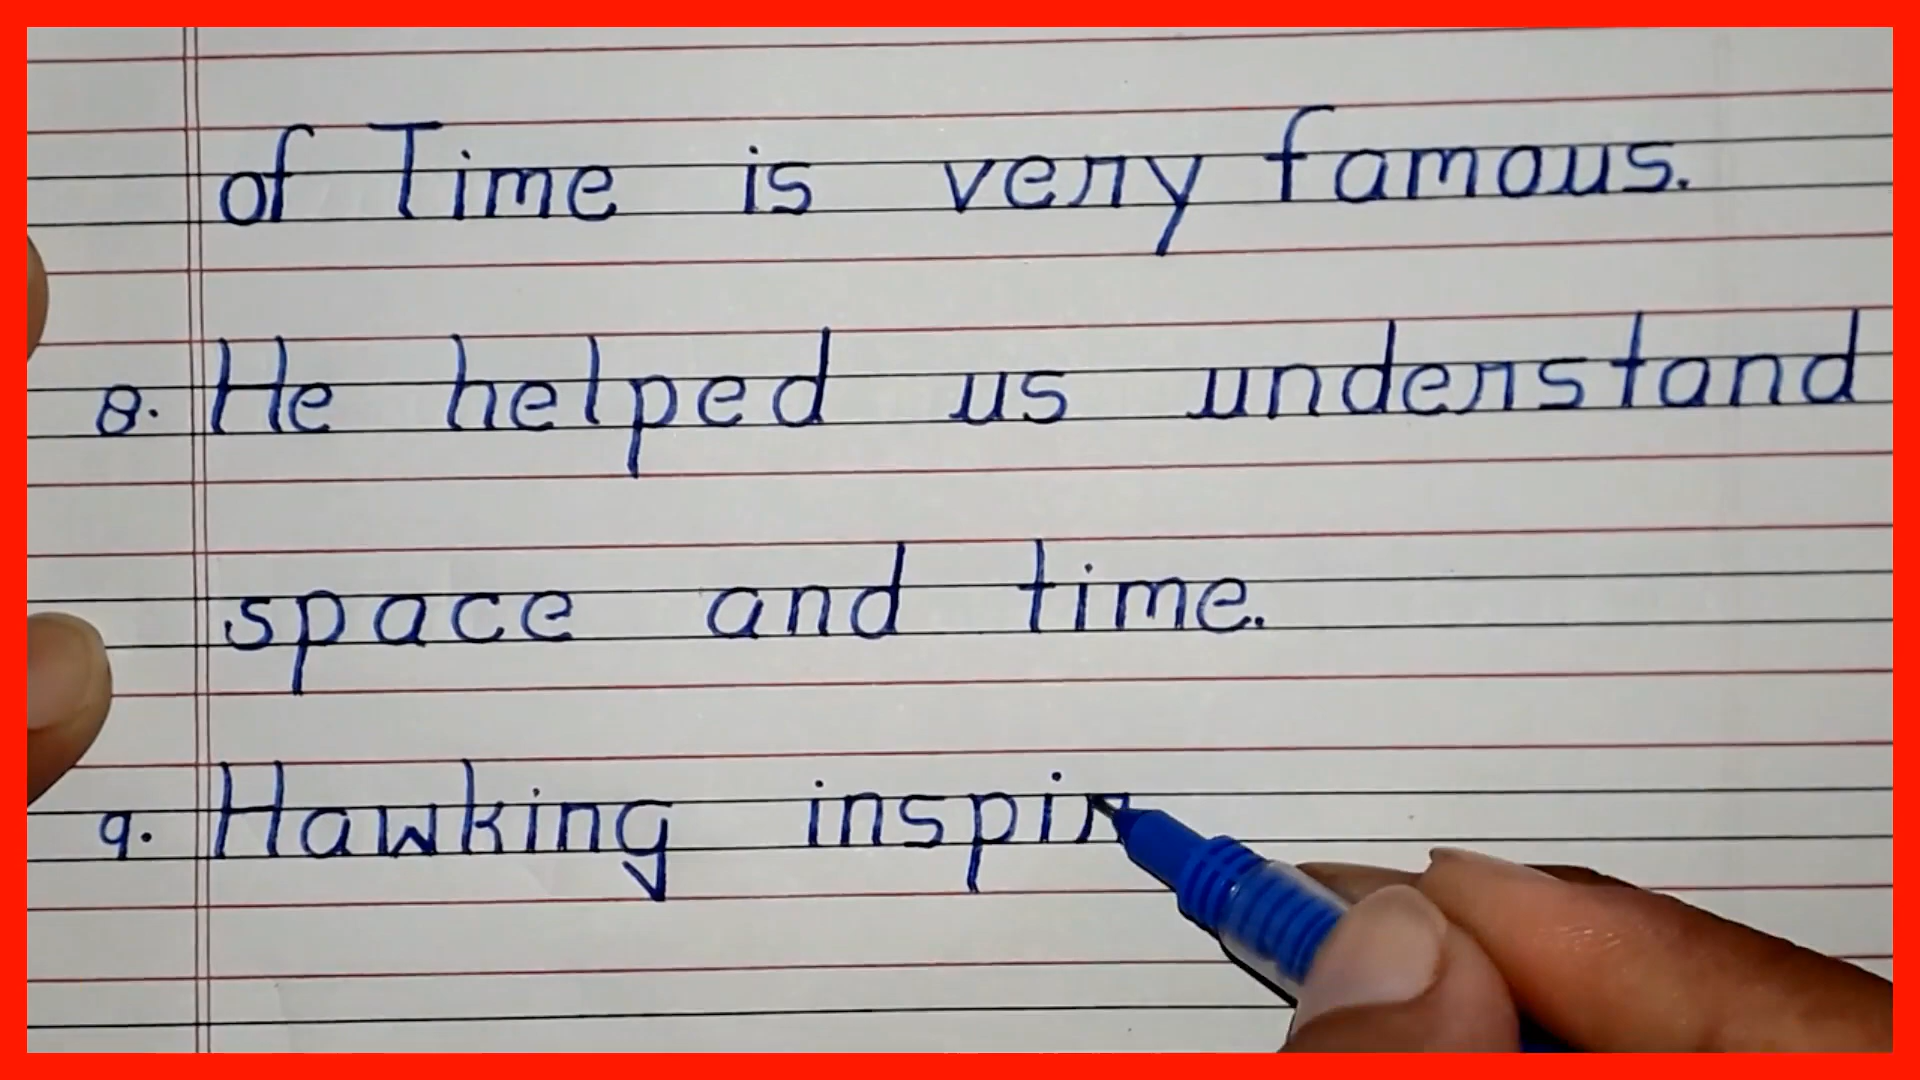 of Time is very famous.
8. He helped us understand
space and time.
9. Hawking inspir